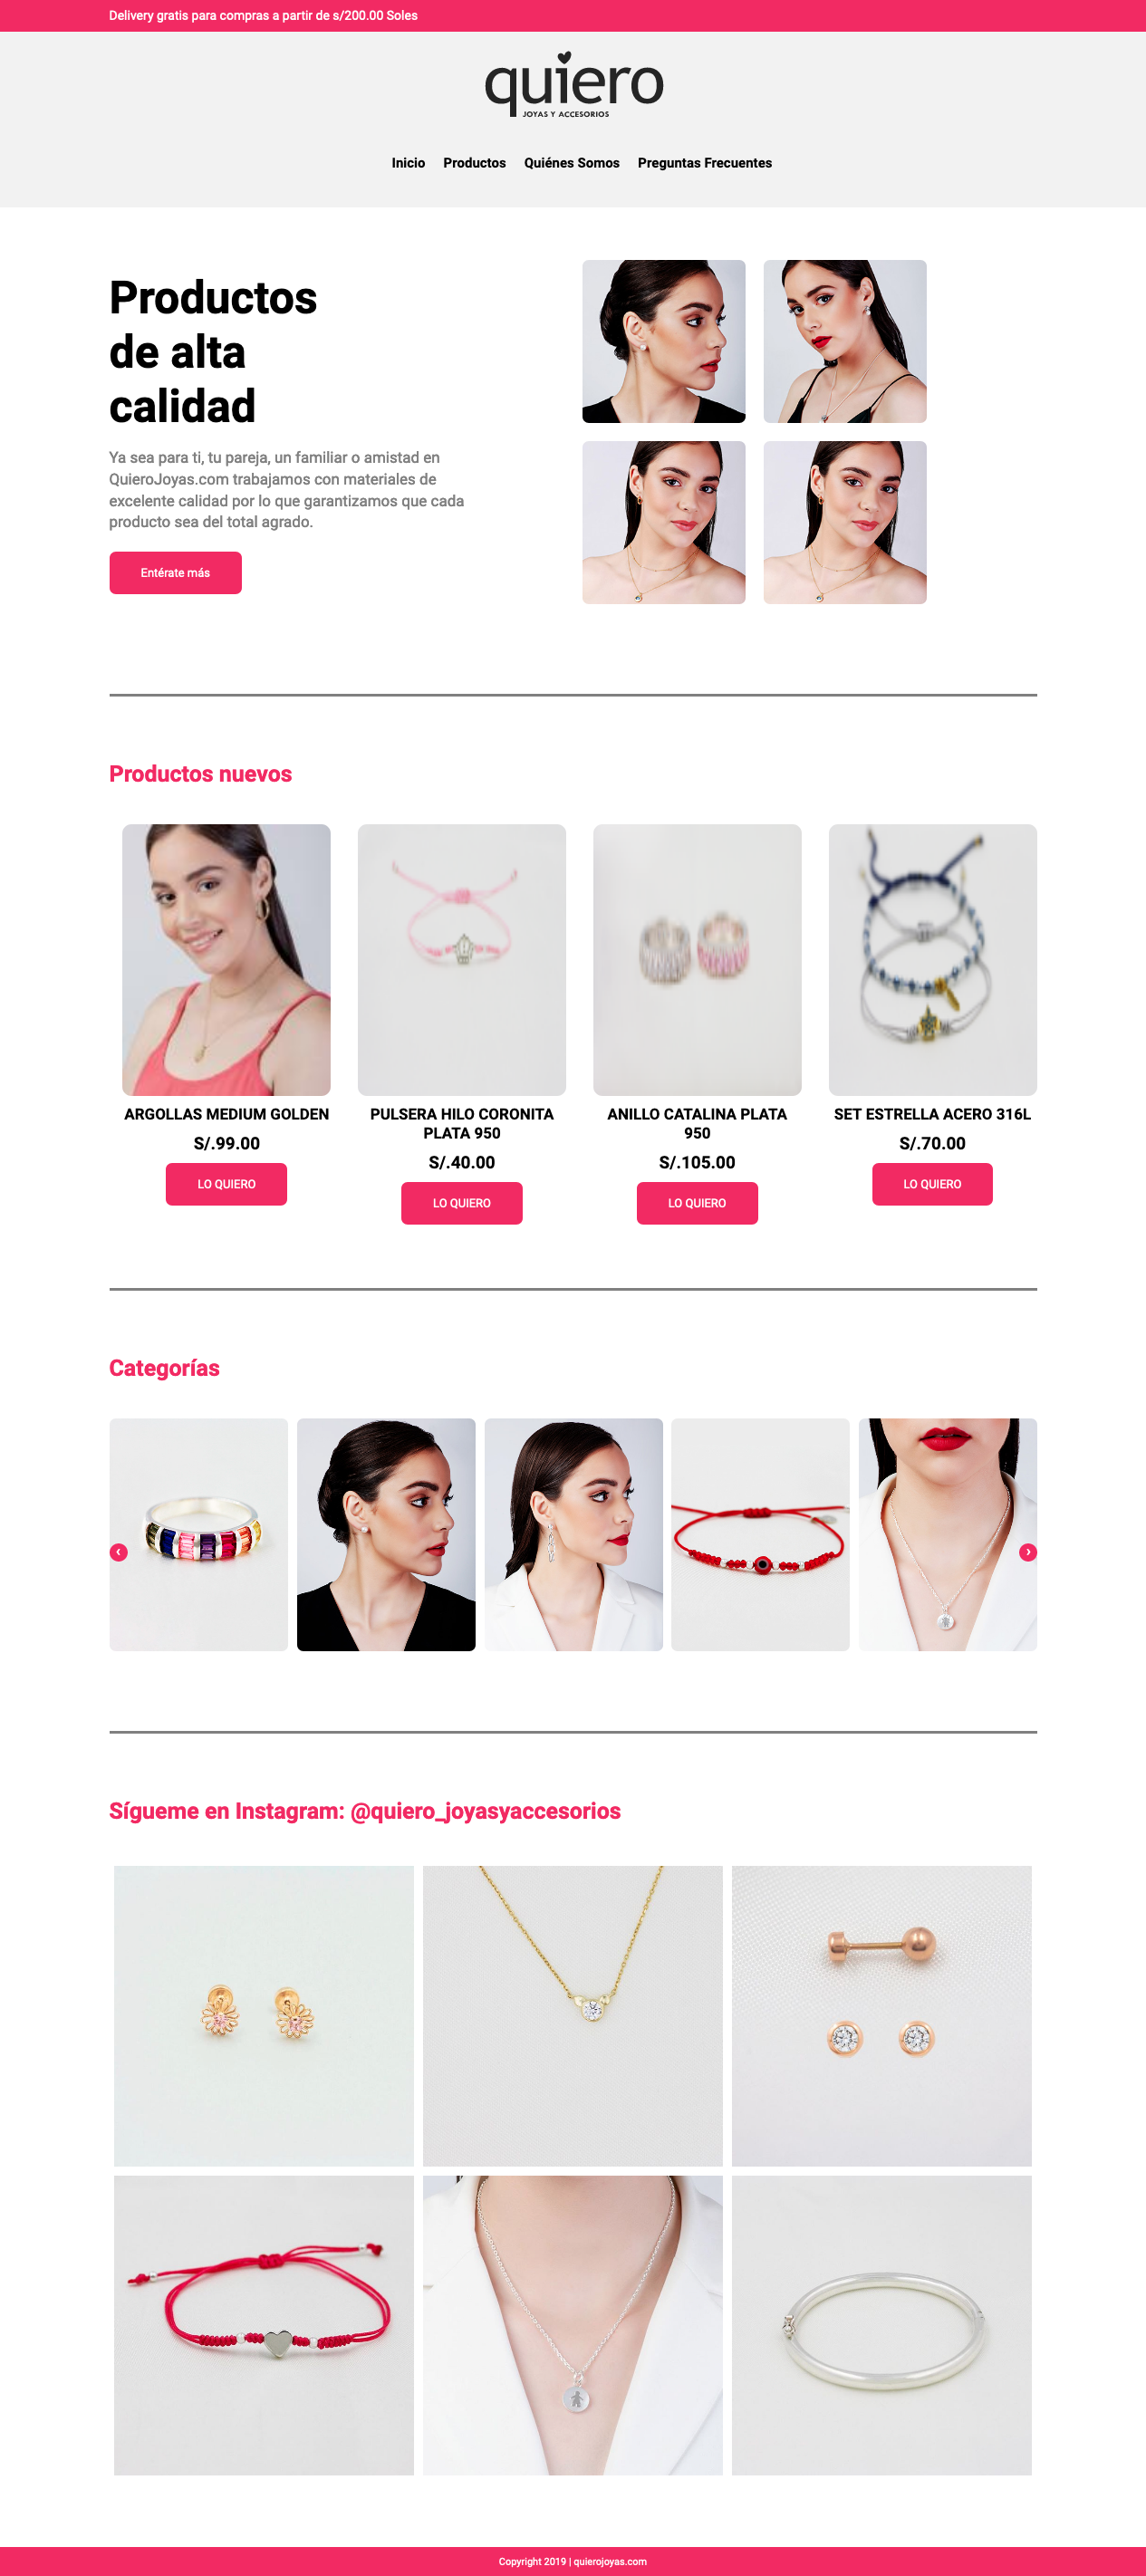 Delivery gratis para compras a partir de s/200.00 Soles
quiero
JOYAS Y ACCESORIOS
Inicio Productos Quiénes Somos Preguntas Frecuentes
Productos
de alta
calidad
Ya sea para ti, tu pareja, un familiar o amistad en
QuieroJoyas.com trabajamos con materiales de
excelente calidad por lo que garantizamos que cada
producto sea del total agrado.
Entérate más
Productos nuevos
ARGOLLAS MEDIUM GOLDEN
S/.99.00
LO QUIERO
PULSERA HILO CORONITA
PLATA 950
S/.40.00
LO QUIERO
ANILLO CATALINA PLATA
950
S/.105.00
LO QUIERO
SET ESTRELLA ACERO 316L
S/.70.00
LO QUIERO
Categorías
Sígueme en Instagram: @quiero_joyasyaccesorios
Copyright 2019 | quierojoyas.com